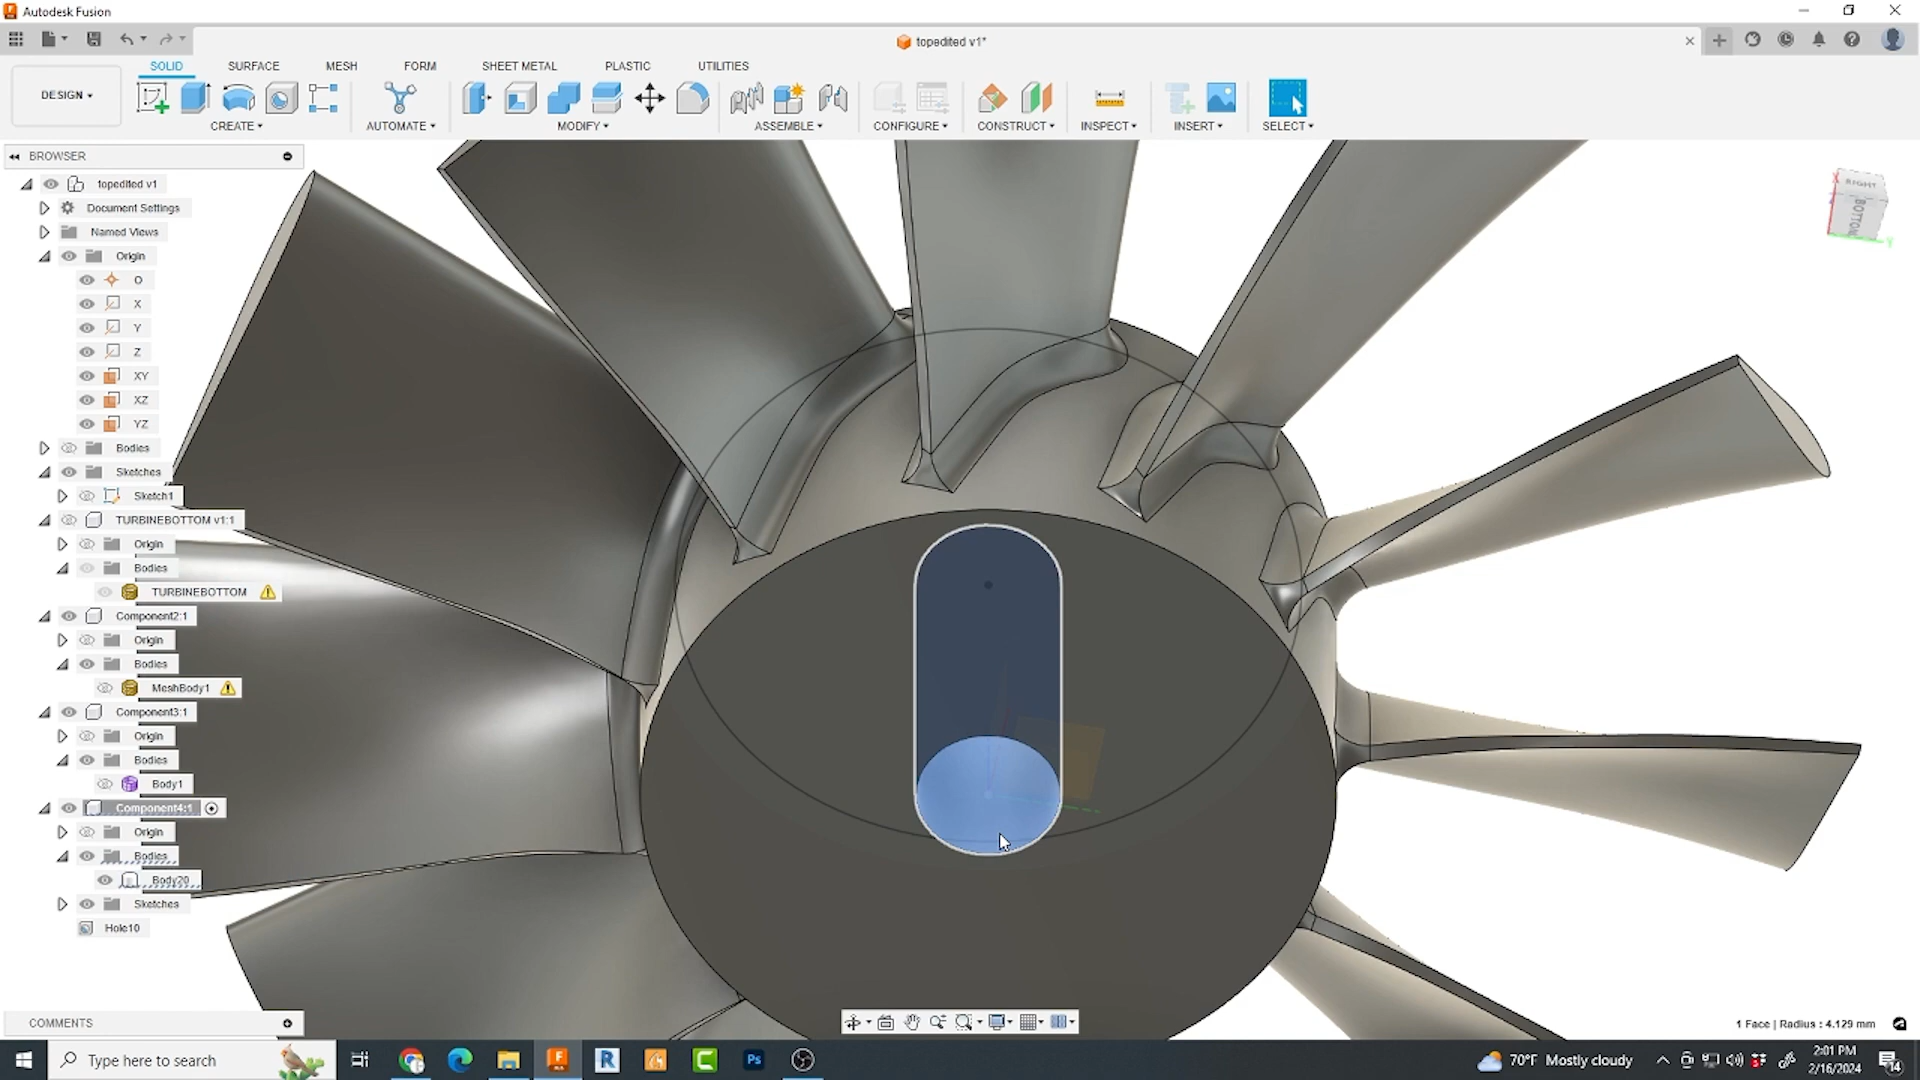 Autodesk Fusion
topedited v1*
DESIGN
SOLID
SURFACE
MESH
FORM
SHEET METAL
PLASTIC
UTILITIES
CREATE
AUTOMATE
MODIFY
ASSEMBLE
CONFIGURE
CONSTRUCT
INSPECT
INSERT
SELECT
BROWSER
topedited v1
Document Settings
Named Views
Origin
O
X
Y
Z
XY
XZ
YZ
Bodies
Sketches
Sketch1
TURBINEBOTTOM v1:1
Origin
Bodies
TURBINEBOTTOM
Component2:1
Origin
Bodies
MeshBody1
Component3:1
Origin
Bodies
Body1
Component4:1
Origin
Bodies
Body20
Sketches
Hole10
RIGHT
BOTTOM
X
Y
COMMENTS
1 Face | Radius : 4.129 mm
Type here to search
70°F Mostly cloudy
2:01 PM
2/16/2024
14